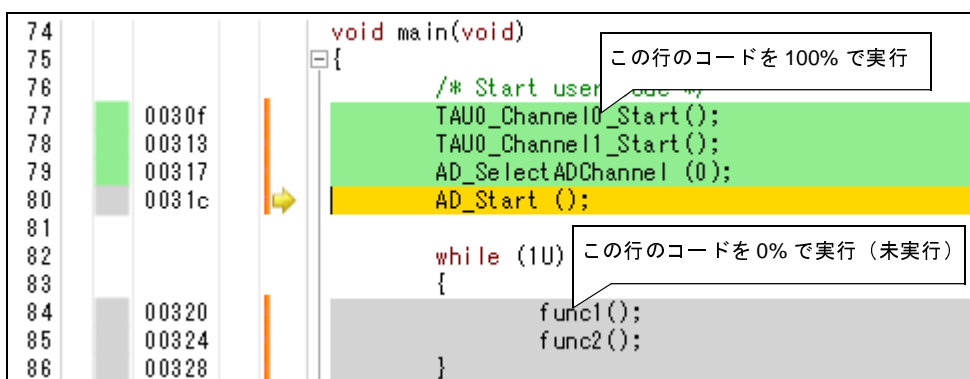 74 void main(void)
この行のコードを 100% で実行
75 {
76 /* Start user code */
77 0030f TAU0_Channel0_Start();
78 00313 TAU0_Channel1_Start();
79 00317 AD_SelectADChannel (0);
80 0031c AD_Start ();
81
この行のコードを 0% で実行（未実行）
82 while (1U)
83 {
84 00320 func1();
85 00324 func2();
86 00328 }